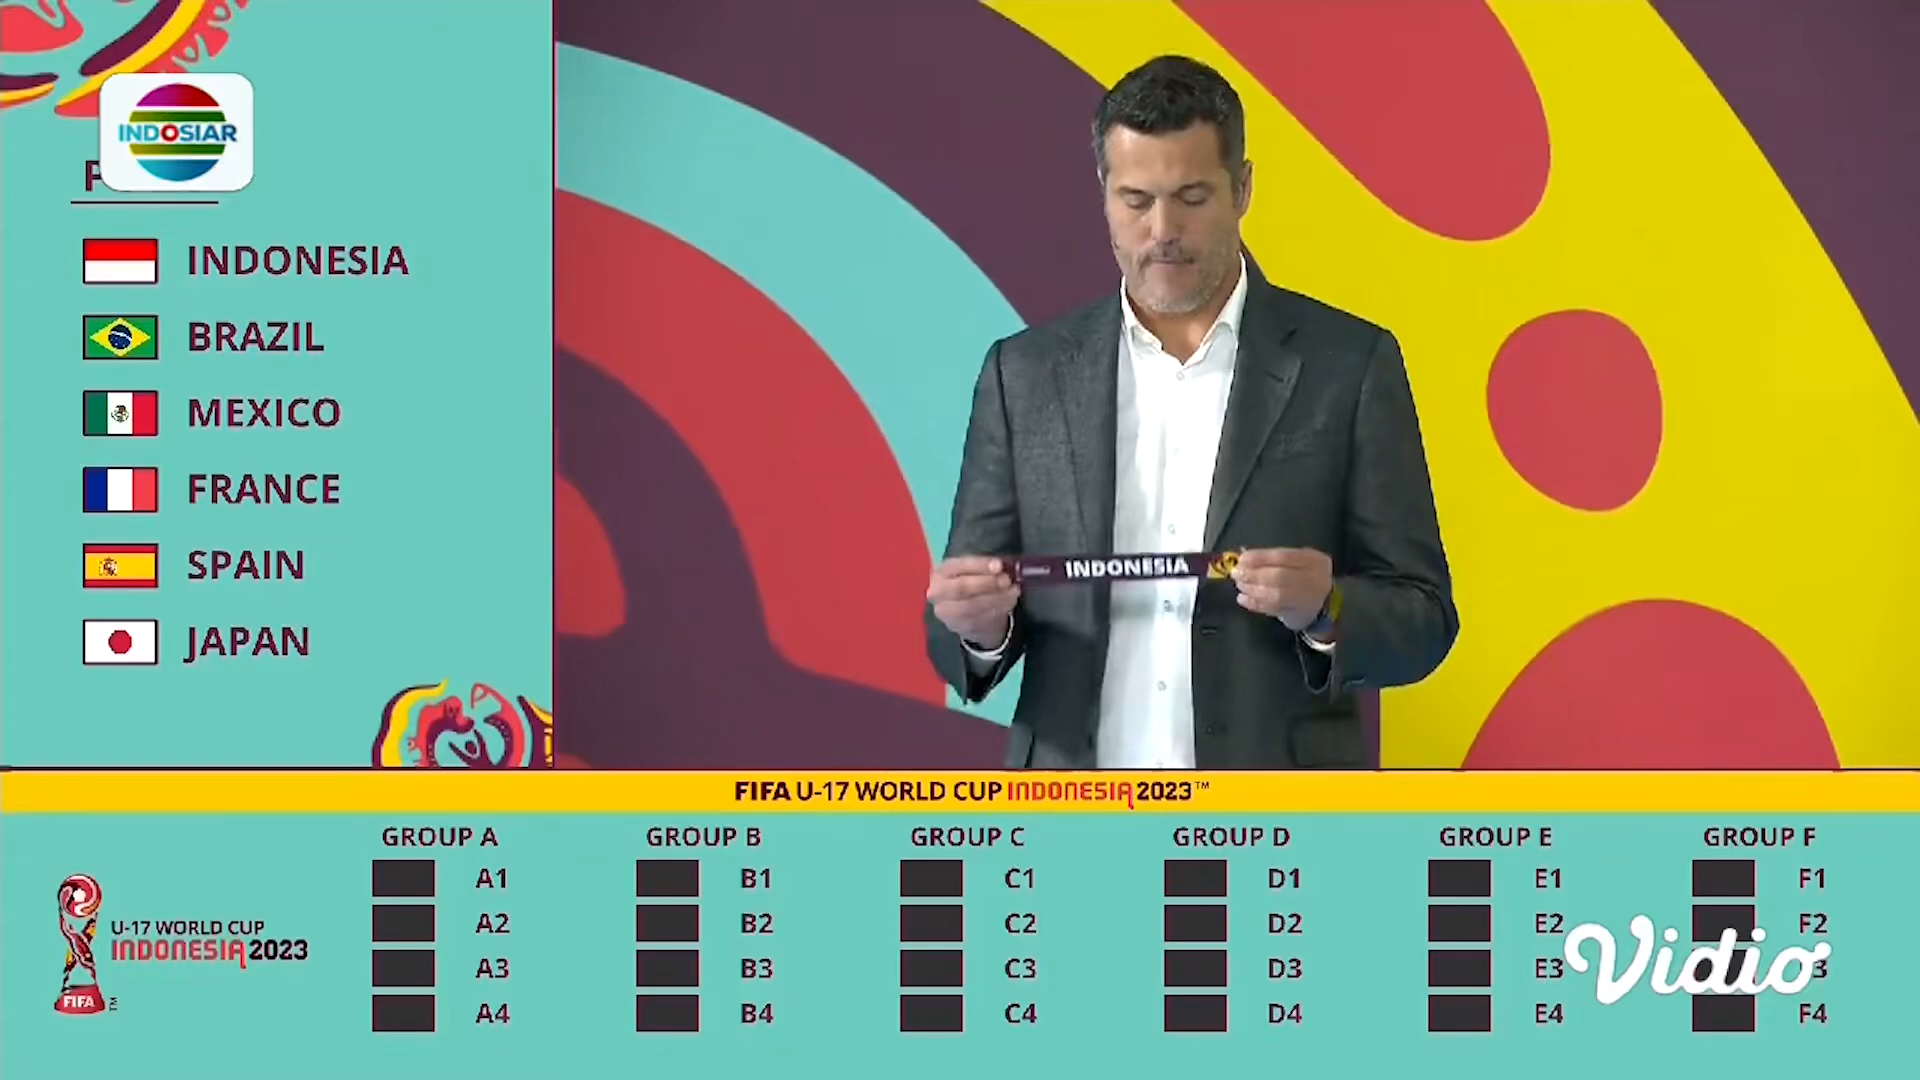 INDOSIAR
INDONESIA
BRAZIL
MEXICO
FRANCE
SPAIN
JAPAN
INDONESIA
FIFA U-17 WORLD CUP INDONESIA 2023™
U-17 WORLD CUP
INDONESIA 2023
FIFA
TM
GROUP A
A1
A2
A3
A4
GROUP B
B1
B2
B3
B4
GROUP C
C1
C2
C3
C4
GROUP D
D1
D2
D3
D4
GROUP E
E1
E2
E3
E4
GROUP F
F1
F2
F4
Vidio